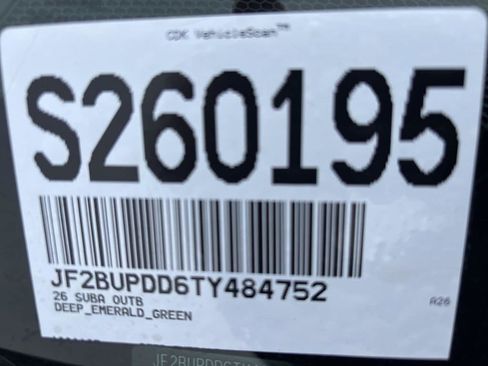 CDK VehicleScan™
S260195
JF2BUPDD6TY484752
26 SUBA OUTB
A26
DEEP_EMERALD_GREEN